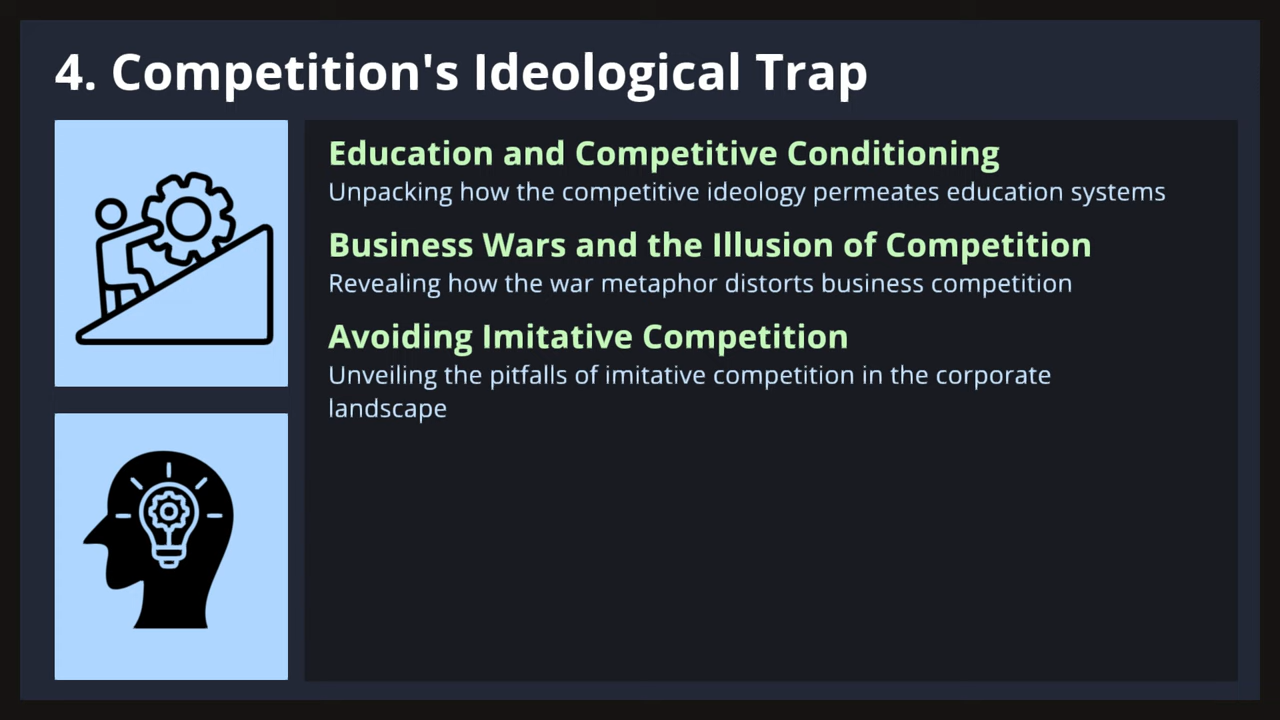 4. Competition's Ideological Trap
Education and Competitive Conditioning
Unpacking how the competitive ideology permeates education systems
Business Wars and the Illusion of Competition
Revealing how the war metaphor distorts business competition
Avoiding Imitative Competition
Unveiling the pitfalls of imitative competition in the corporate
landscape